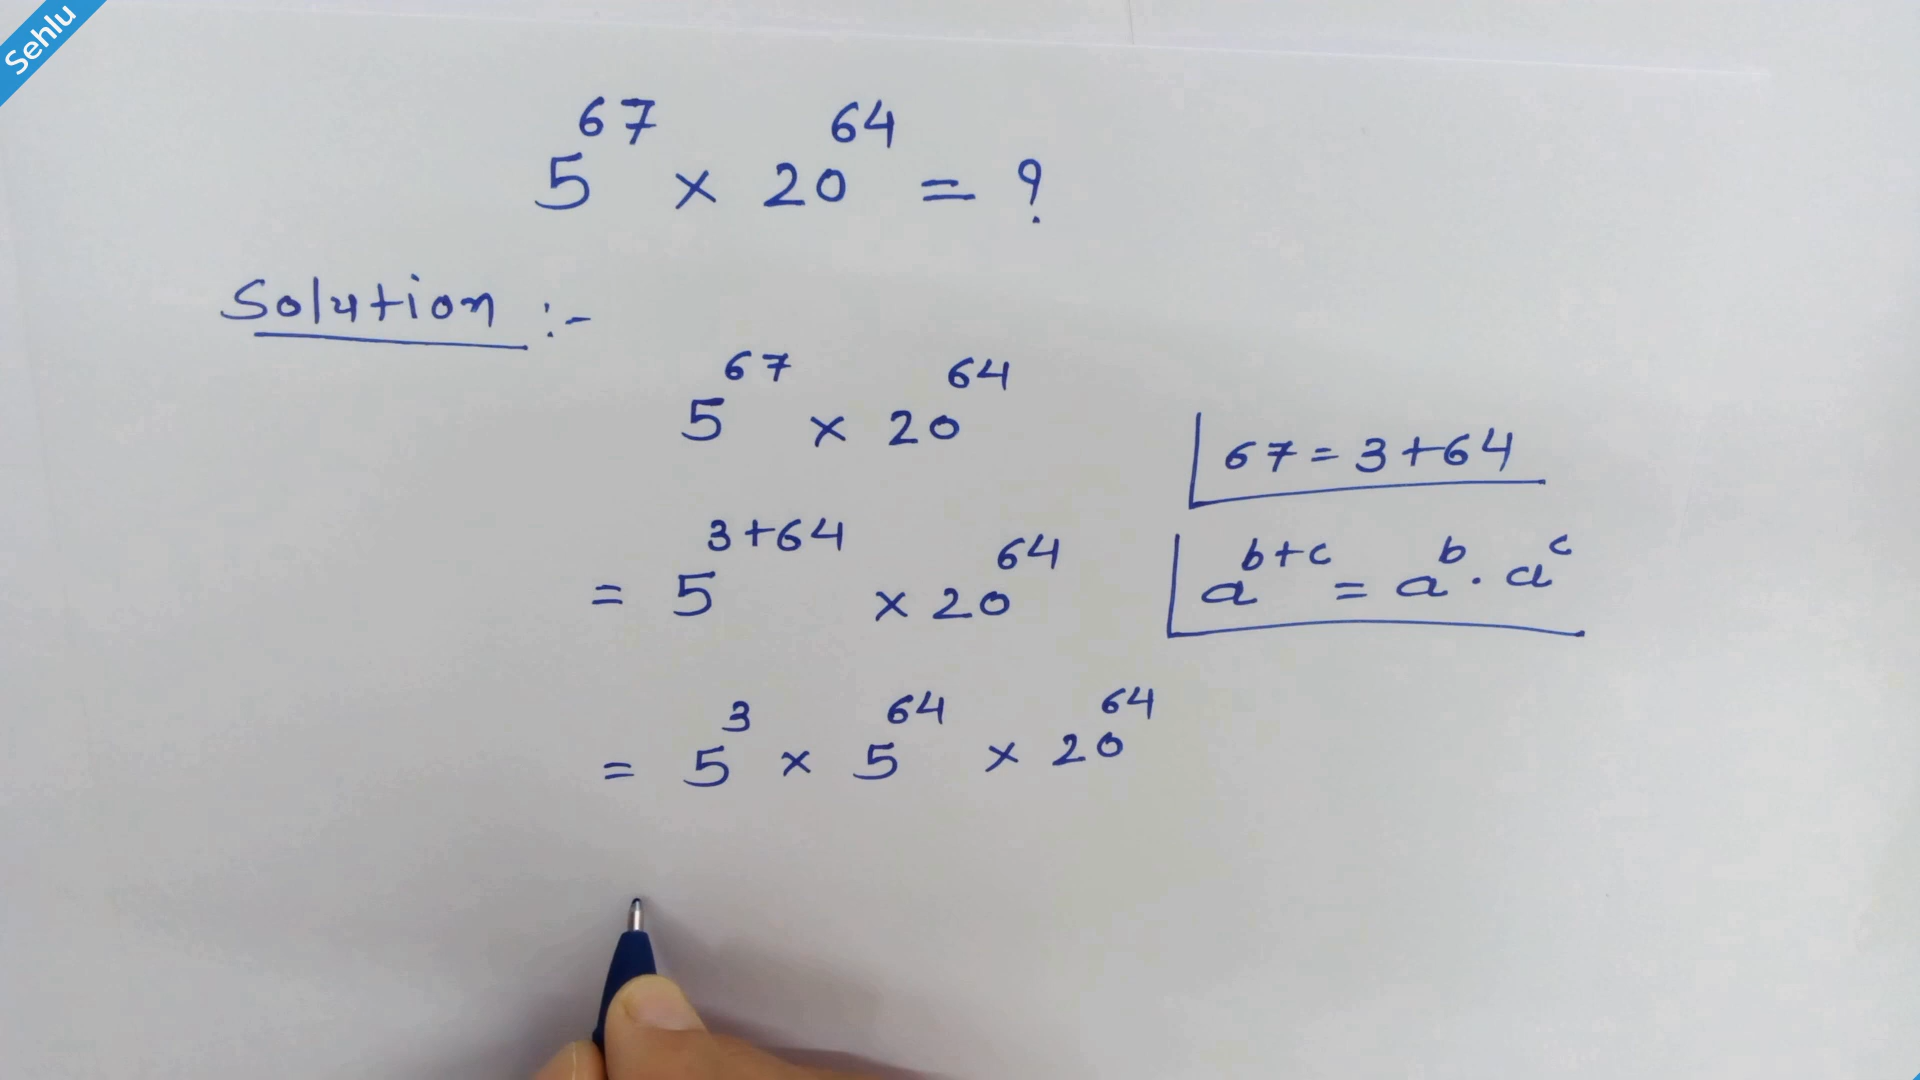 Sehlu
5^67 × 20^64 = ?
Solution :-
5^67 × 20^64
67 = 3+64
= 5^3+64 × 20^64
a^b+c = a^b . a^c
= 5^3 × 5^64 × 20^64